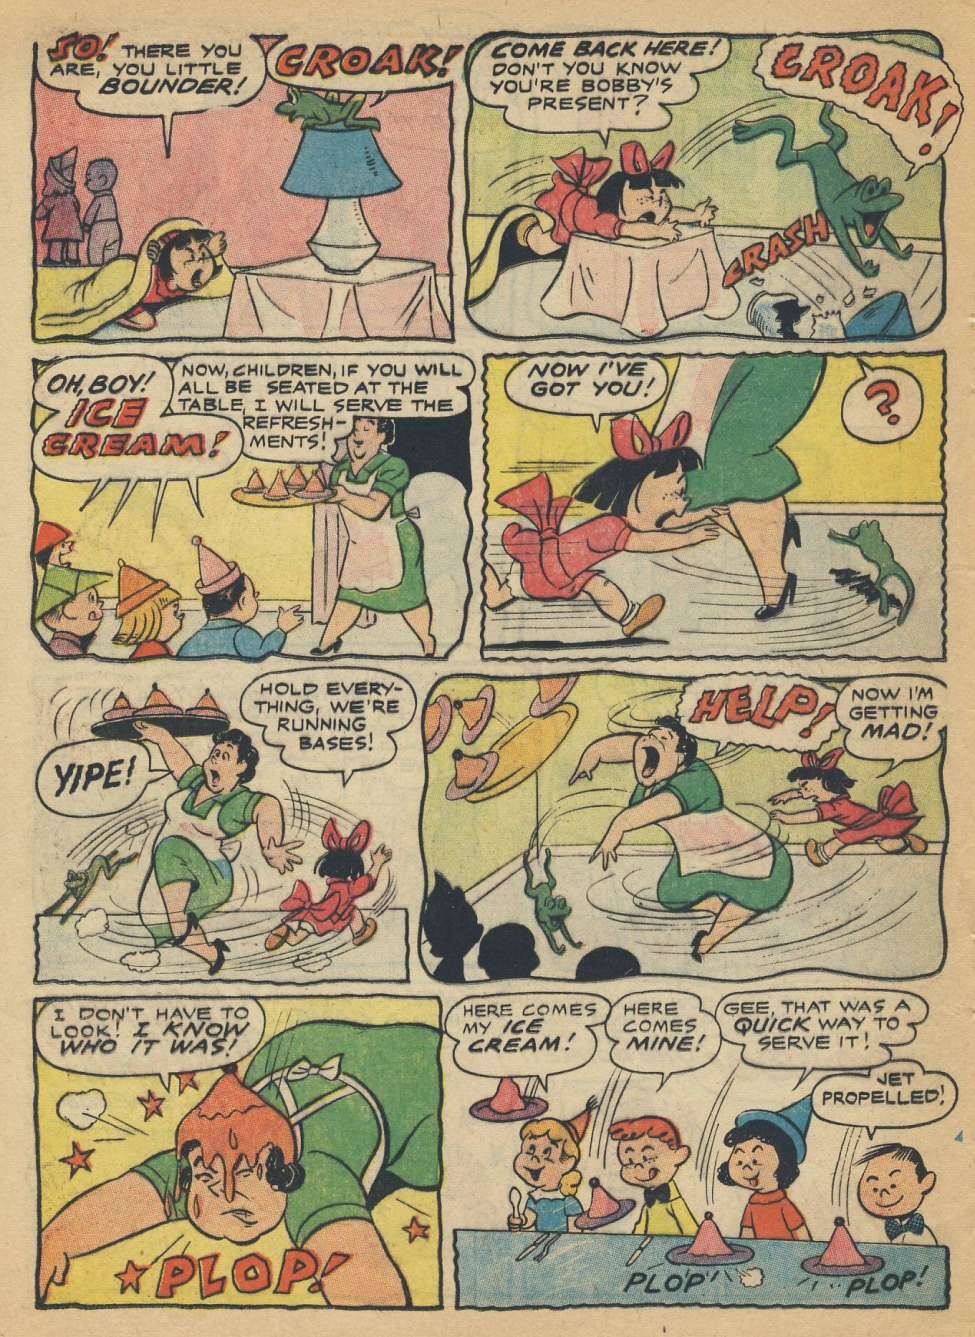 SO! THERE YOU
ARE, YOU LITTLE
BOUNDER!
CROAK!
COME BACK HERE!
DON'T YOU KNOW
YOU'RE BOBBY'S
PRESENT?
CROAK!
CRASH
OH, BOY!
ICE
CREAM!
NOW, CHILDREN, IF YOU WILL
ALL BE SEATED AT THE
TABLE, I WILL SERVE THE
REFRESH-
MENTS!
NOW I'VE
GOT YOU!
?
YIPE!
HOLD EVERY-
THING, WE'RE
RUNNING
BASES!
HELP!
NOW I'M
GETTING
MAD!
I DON'T HAVE TO
LOOK! I KNOW
WHO IT WAS!
PLOP!
HERE COMES
MY ICE
CREAM!
HERE
COMES
MINE!
GEE, THAT WAS A
QUICK WAY TO
SERVE IT!
JET
PROPELLED!
PLOP!
PLOP!